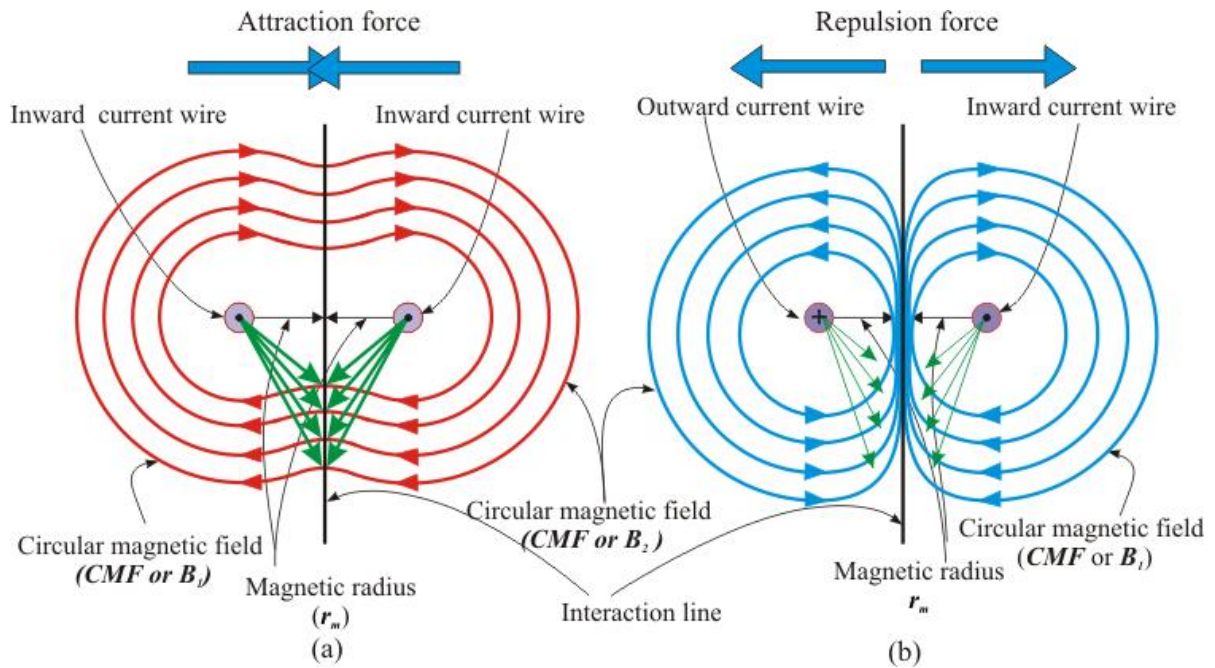 Attraction force
Repulsion force
Inward current wire
Inward current wire
Outward current wire
Inward current wire
+
Circular magnetic field
(CMF or B₁)
Magnetic radius
(rₘ)
(a)
Circular magnetic field
(CMF or B₂ )
Interaction line
Magnetic radius
rₘ
(b)
Circular magnetic field
(CMF or B₁)